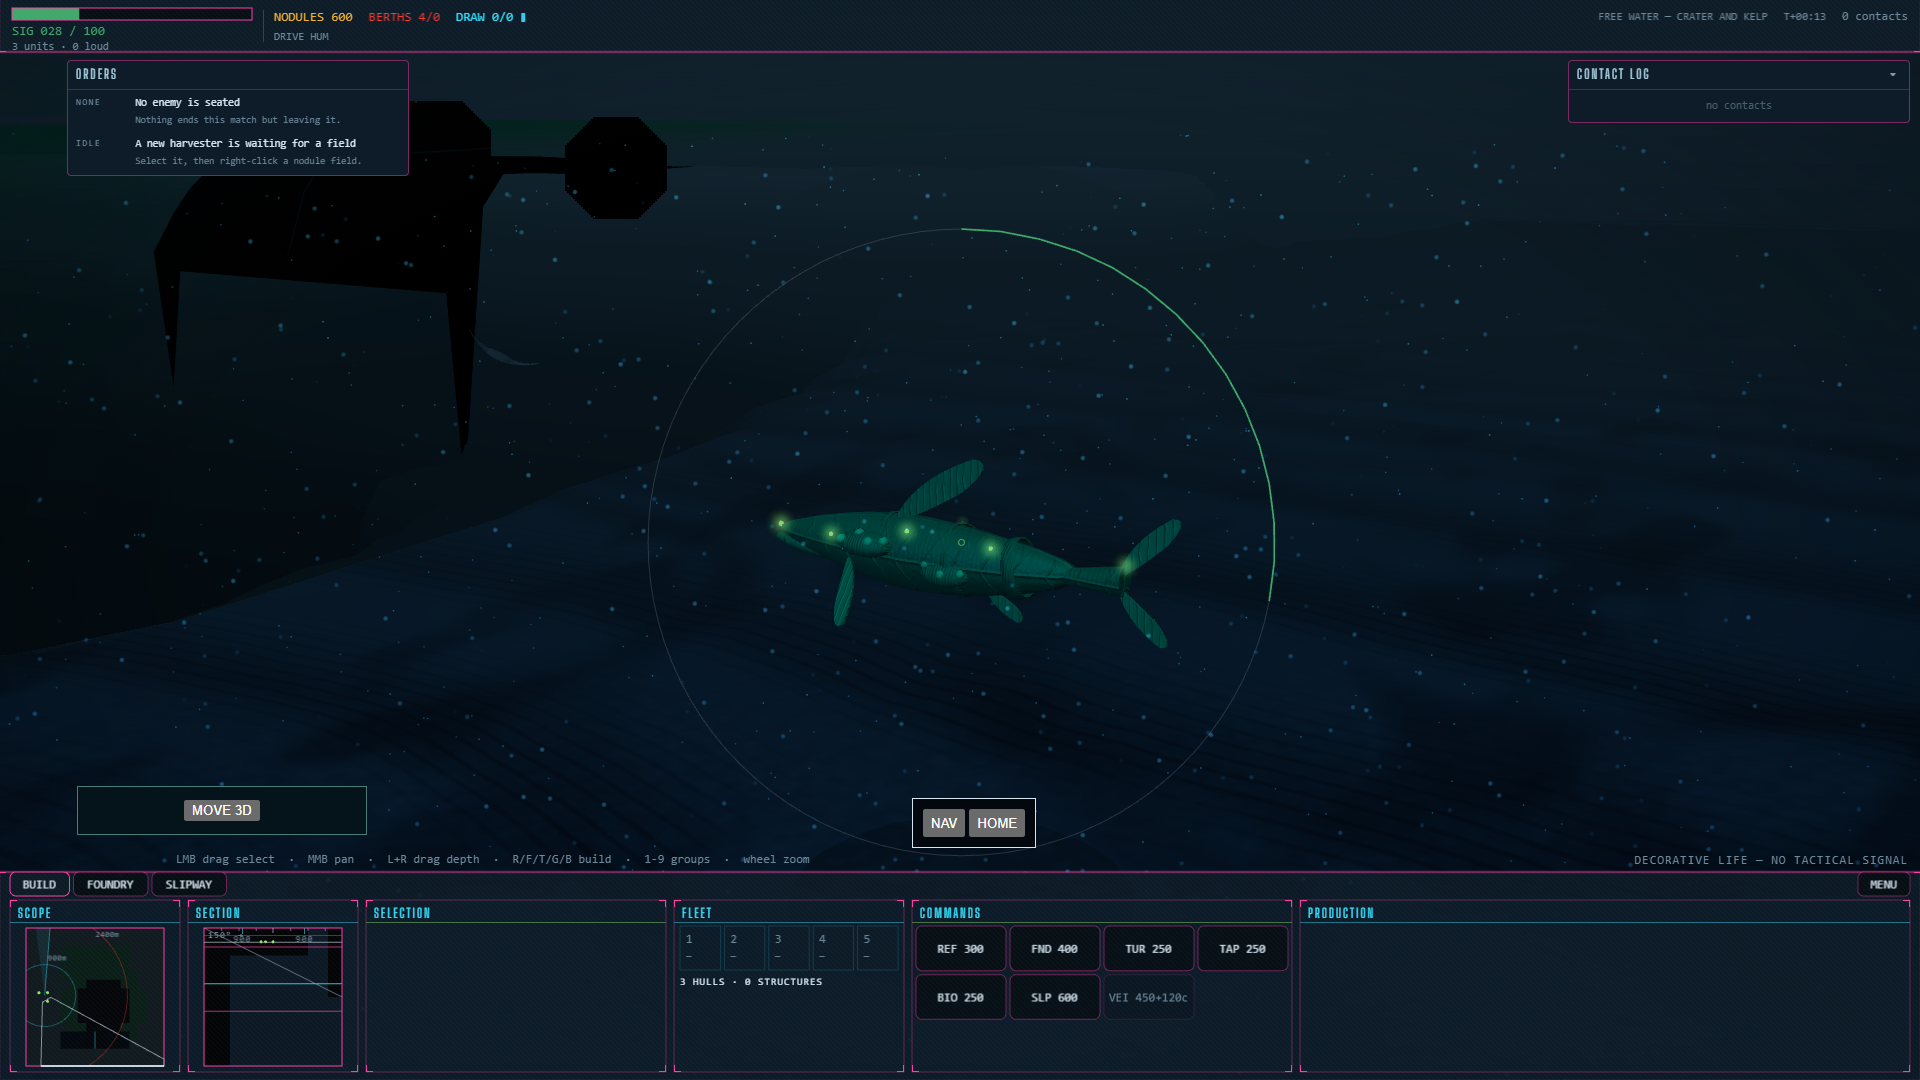 SIG 028 / 100
3 units · 0 loud
NODULES 600 BERTHS 4/0 DRAW 0/0
DRIVE HUM
FREE WATER — CRATER AND KELP T+00:13 0 contacts
ORDERS
NONE No enemy is seated
Nothing ends this match but leaving it.
IDLE A new harvester is waiting for a field
Select it, then right-click a nodule field.
CONTACT LOG
no contacts
MOVE 3D
NAV HOME
LMB drag select · MMB pan · L+R drag depth · R/F/T/G/B build · 1-9 groups · wheel zoom
DECORATIVE LIFE — NO TACTICAL SIGNAL
BUILD FOUNDRY SLIPWAY MENU
SCOPE
2400m
900m
SECTION
150°
900 900
SELECTION
FLEET
1 2 3 4 5
– – – – –
3 HULLS · 0 STRUCTURES
COMMANDS
REF 300 FND 400 TUR 250 TAP 250
BIO 250 SLP 600 VEI 450+120c
PRODUCTION